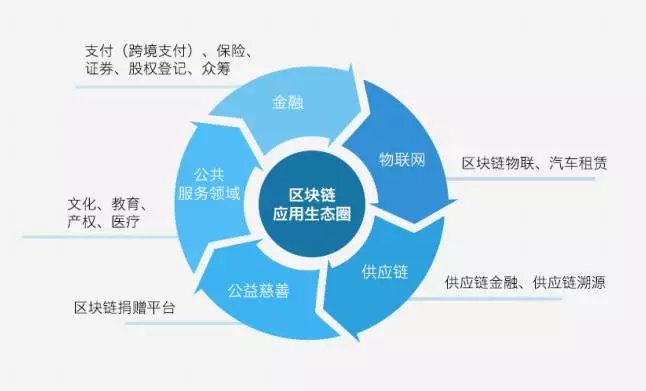 支付（跨境支付）、保险、
证券、股权登记、众筹
金融
物联网
区块链物联、汽车租赁
公共
服务领域
区块链
应用生态圈
文化、教育、
产权、医疗
供应链
供应链金融、供应链溯源
公益慈善
区块链捐赠平台